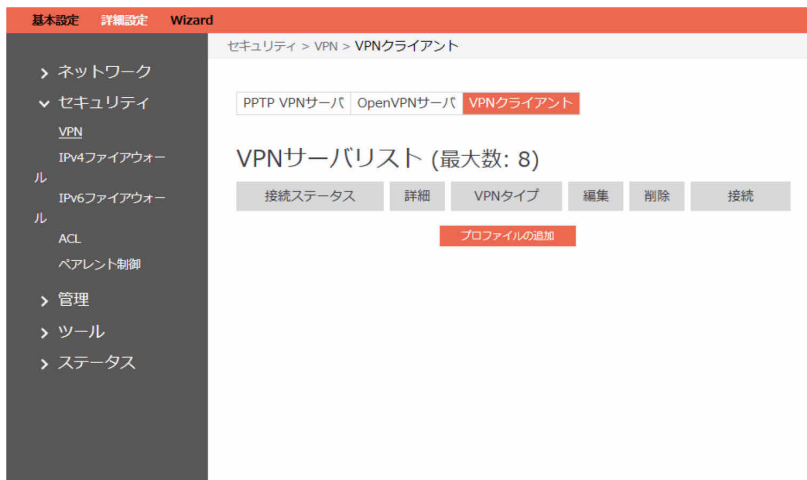 基本設定 詳細設定 Wizard
セキュリティ > VPN > VPNクライアント
ネットワーク
セキュリティ
VPN
IPv4ファイアウォー
ル
IPv6ファイアウォー
ル
ACL
ペアレント制御
管理
ツール
ステータス
PPTP VPNサーバ OpenVPNサーバ VPNクライアント
VPNサーバリスト (最大数: 8)
接続ステータス 詳細 VPNタイプ 編集 削除 接続
プロファイルの追加